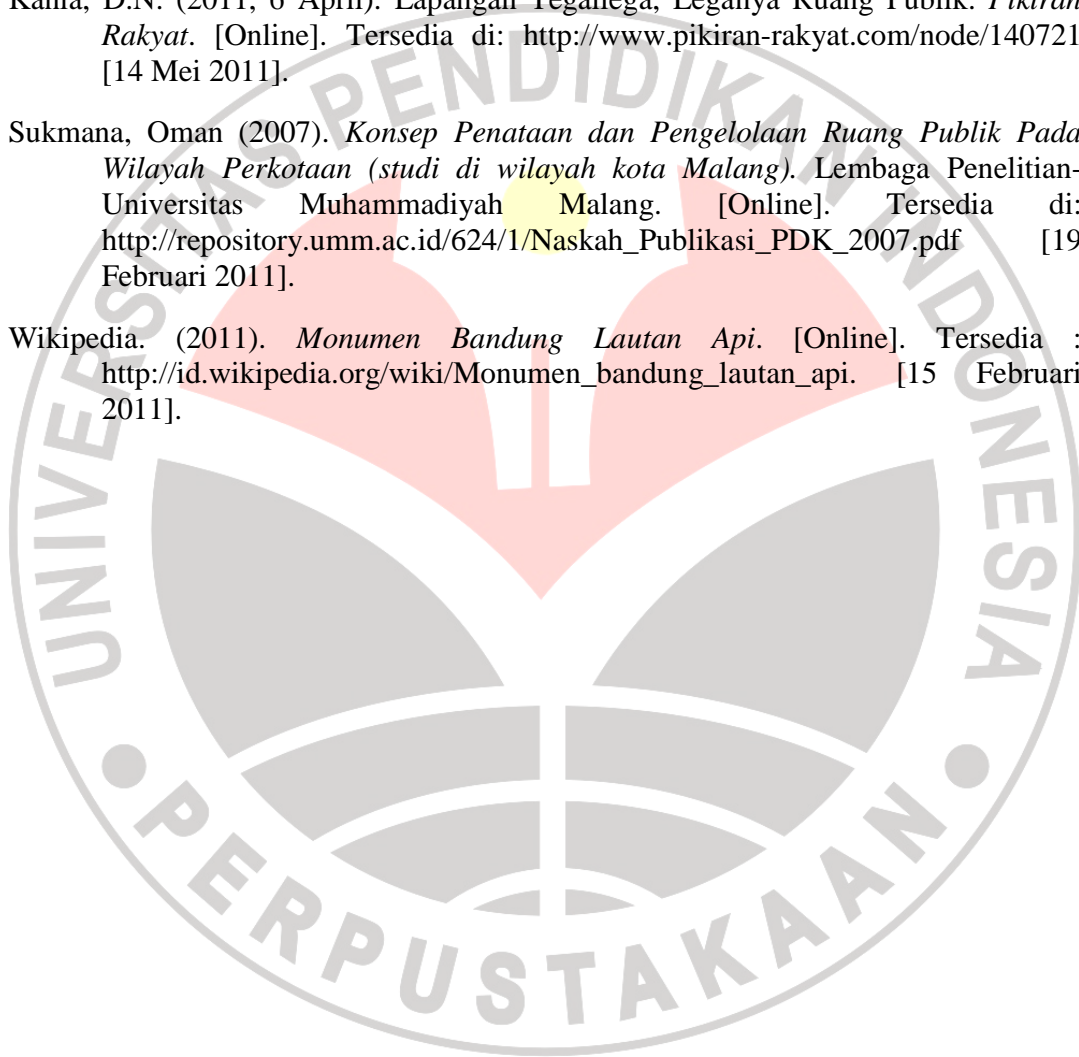 Kania, D.N. (2011, 6 April). Lapangan Tegallega, Leganya Ruang Publik. Pikiran
Rakyat. [Online]. Tersedia di: http://www.pikiran-rakyat.com/node/140721
[14 Mei 2011].
Sukmana, Oman (2007). Konsep Penataan dan Pengelolaan Ruang Publik Pada
Wilayah Perkotaan (studi di wilayah kota Malang). Lembaga Penelitian-
Universitas Muhammadiyah Malang. [Online]. Tersedia di:
http://repository.umm.ac.id/624/1/Naskah_Publikasi_PDK_2007.pdf [19
Februari 2011].
Wikipedia. (2011). Monumen Bandung Lautan Api. [Online]. Tersedia :
http://id.wikipedia.org/wiki/Monumen_bandung_lautan_api. [15 Februari
2011].
UNIVERSITAS PENDIDIKAN INDONESIA
PERPUSTAKAAN